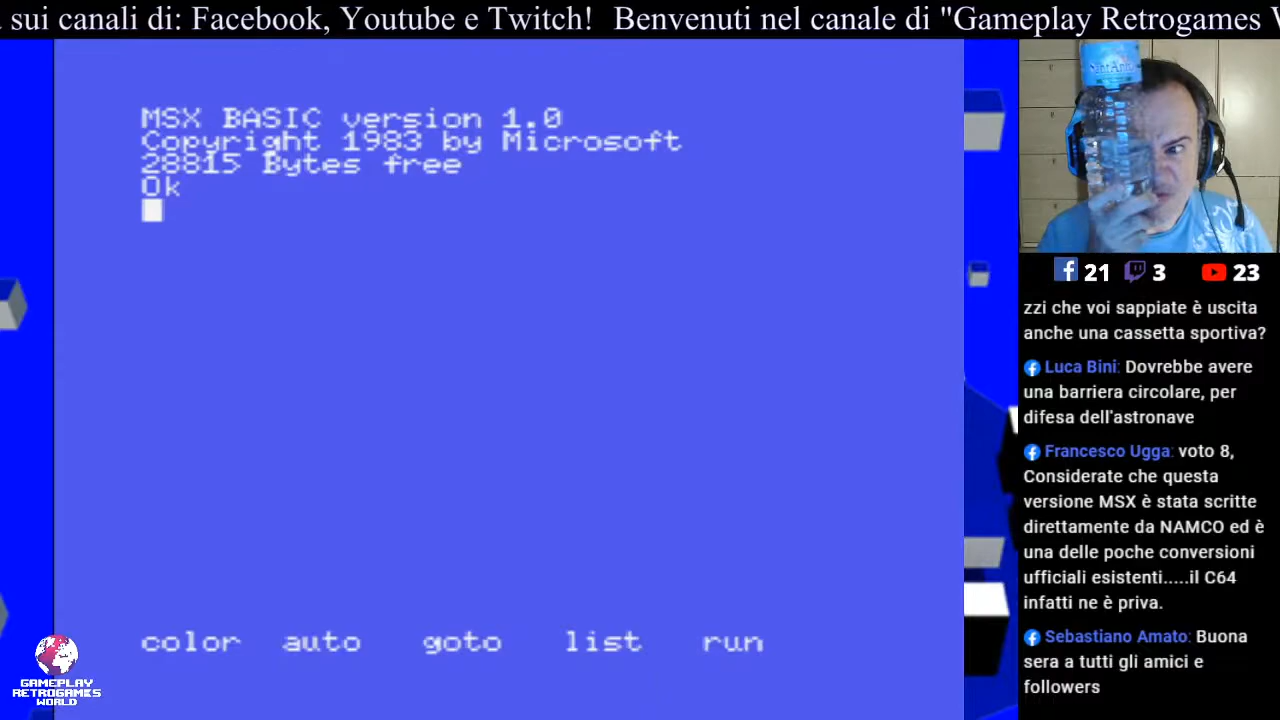 a sui canali di: Facebook, Youtube e Twitch!  Benvenuti nel canale di "Gameplay Retrogames
MSX BASIC version 1.0
Copyright 1983 by Microsoft
28815 Bytes free
Ok
color auto goto list run
GAMEPLAY
RETROGAMES
WORLD
21 3 23
zzi che voi sappiate è uscita
anche una cassetta sportiva?
Luca Bini: Dovrebbe avere
una barriera circolare, per
difesa dell'astronave
Francesco Ugga: voto 8,
Considerate che questa
versione MSX è stata scritte
direttamente da NAMCO ed è
una delle poche conversioni
ufficiali esistenti.....il C64
infatti ne è priva.
Sebastiano Amato: Buona
sera a tutti gli amici e
followers